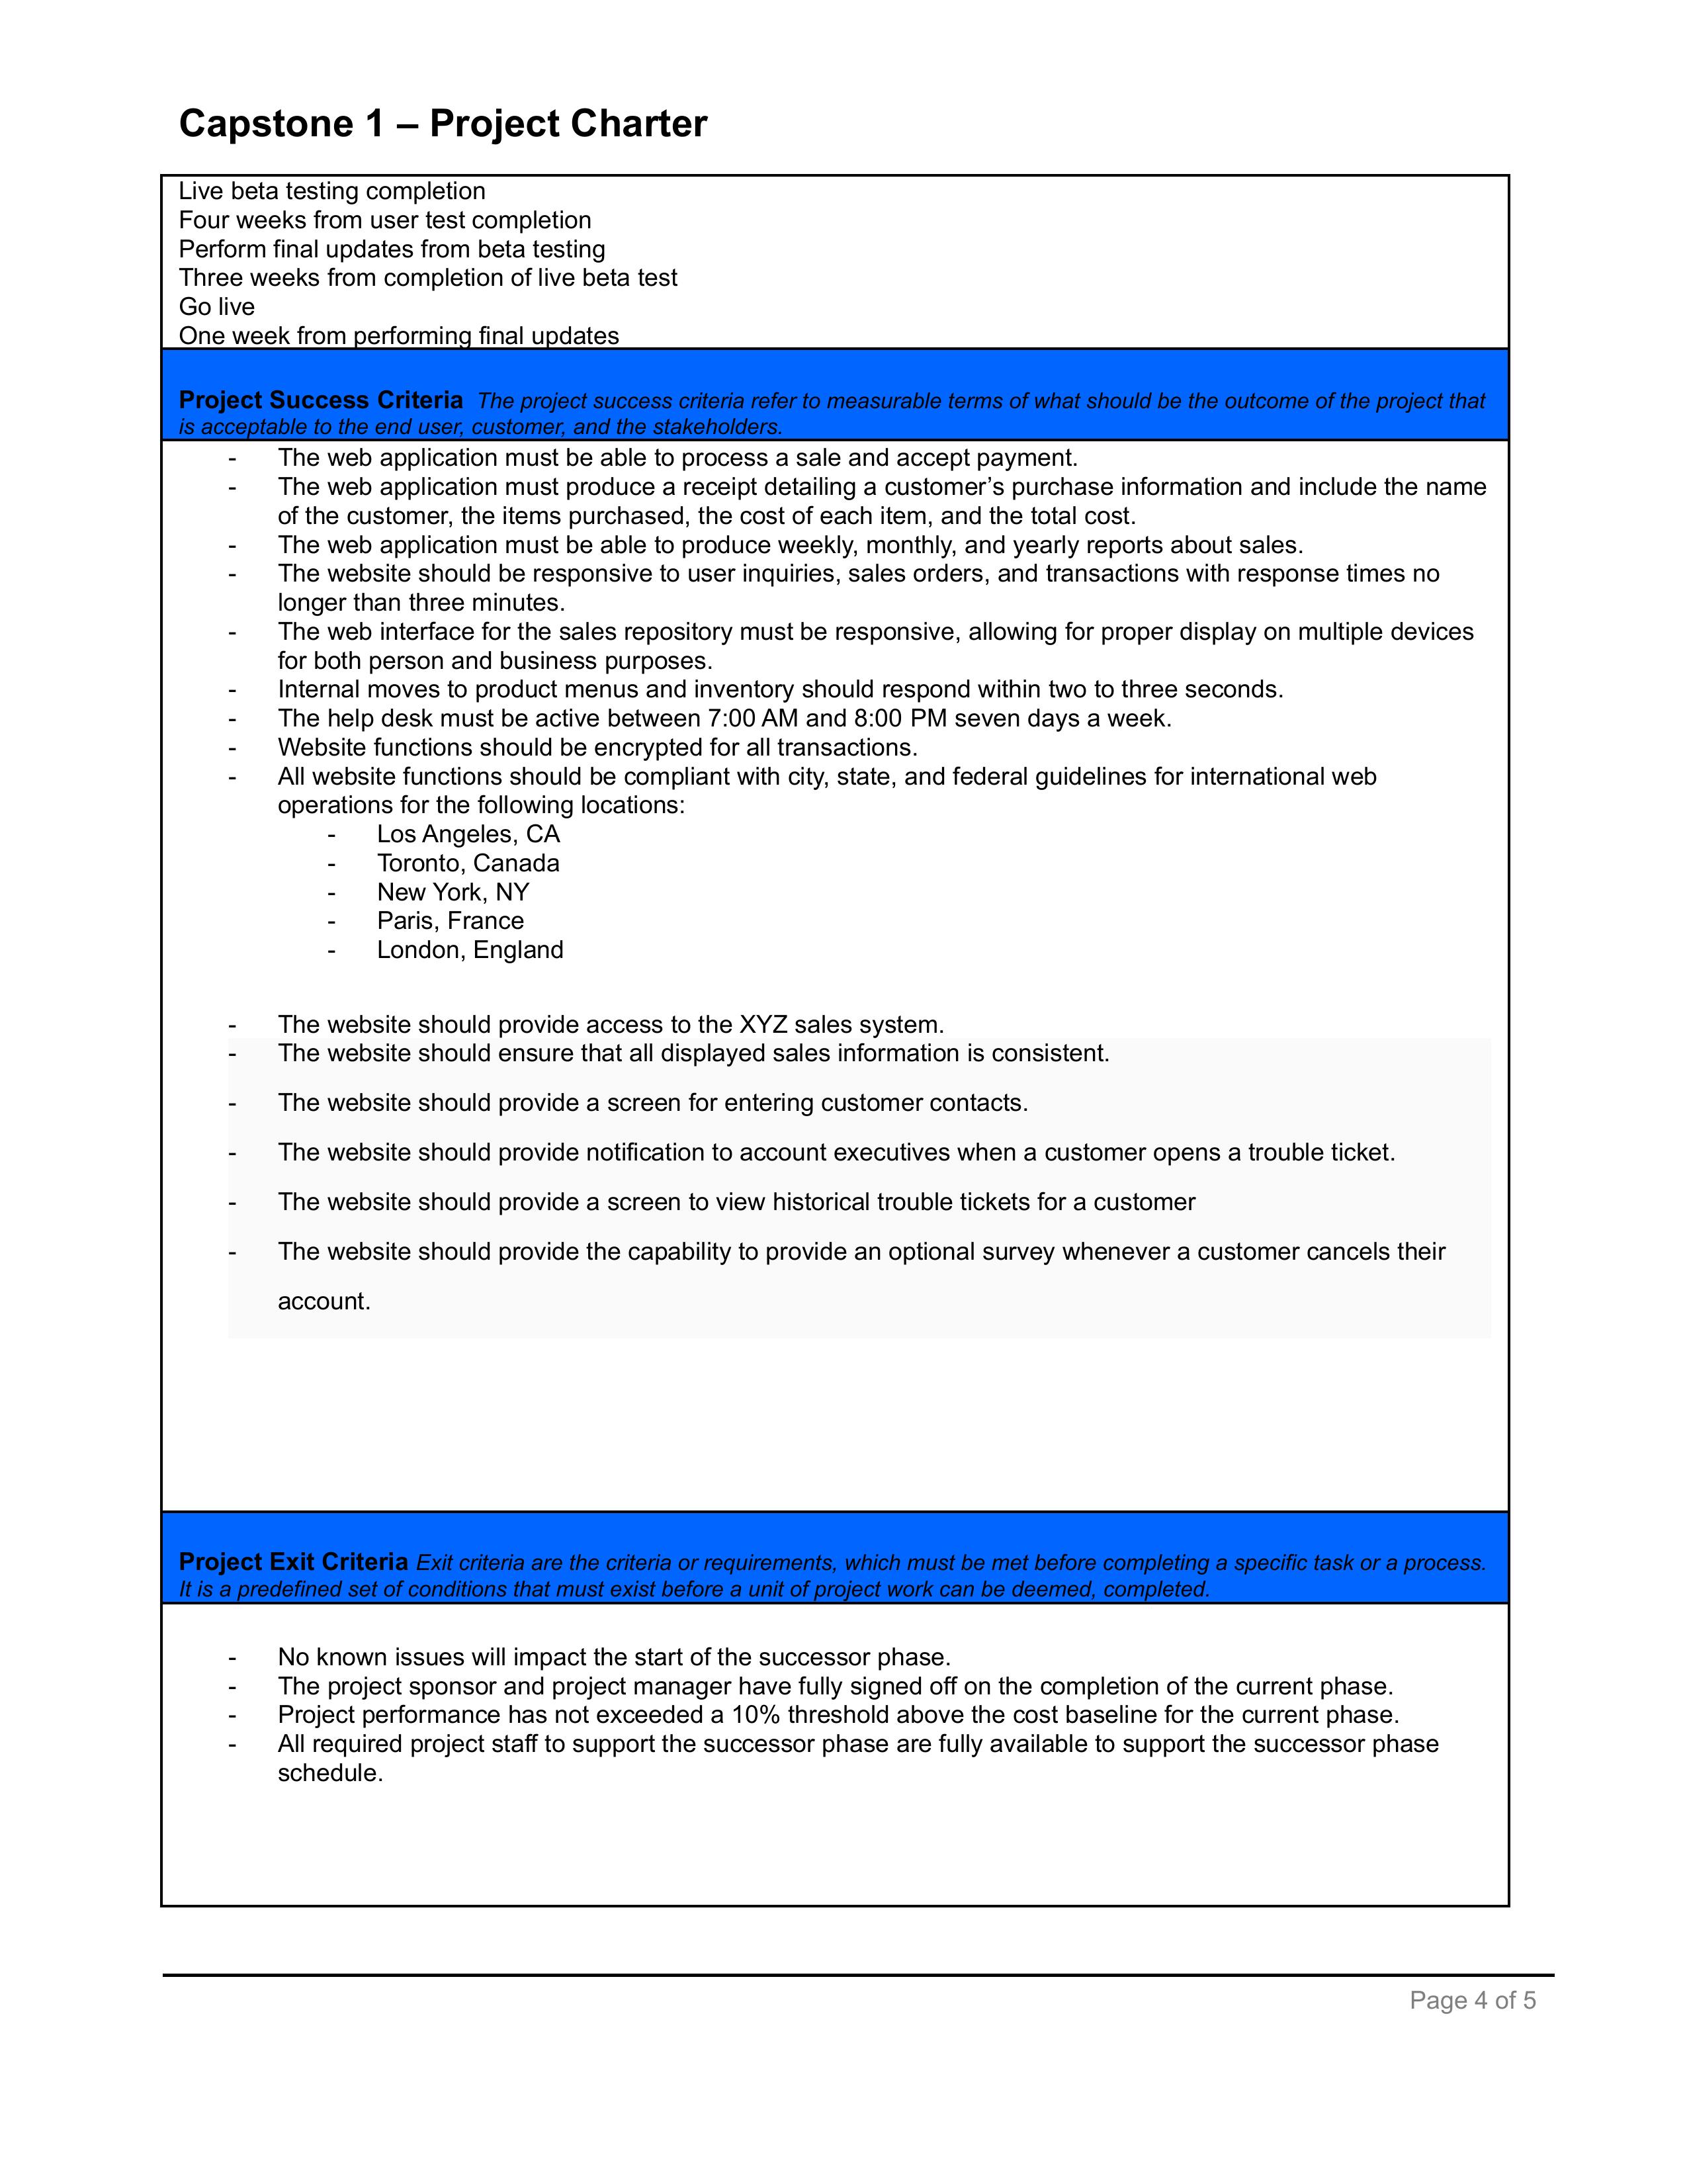 Capstone 1 – Project Charter
Live beta testing completion
Four weeks from user test completion
Perform final updates from beta testing
Three weeks from completion of live beta test
Go live
One week from performing final updates
Project Success Criteria The project success criteria refer to measurable terms of what should be the outcome of the project that
is acceptable to the end user, customer, and the stakeholders.
- The web application must be able to process a sale and accept payment.
- The web application must produce a receipt detailing a customer’s purchase information and include the name
of the customer, the items purchased, the cost of each item, and the total cost.
- The web application must be able to produce weekly, monthly, and yearly reports about sales.
- The website should be responsive to user inquiries, sales orders, and transactions with response times no
longer than three minutes.
- The web interface for the sales repository must be responsive, allowing for proper display on multiple devices
for both person and business purposes.
- Internal moves to product menus and inventory should respond within two to three seconds.
- The help desk must be active between 7:00 AM and 8:00 PM seven days a week.
- Website functions should be encrypted for all transactions.
- All website functions should be compliant with city, state, and federal guidelines for international web
operations for the following locations:
- Los Angeles, CA
- Toronto, Canada
- New York, NY
- Paris, France
- London, England
- The website should provide access to the XYZ sales system.
- The website should ensure that all displayed sales information is consistent.
- The website should provide a screen for entering customer contacts.
- The website should provide notification to account executives when a customer opens a trouble ticket.
- The website should provide a screen to view historical trouble tickets for a customer
- The website should provide the capability to provide an optional survey whenever a customer cancels their
account.
Project Exit Criteria Exit criteria are the criteria or requirements, which must be met before completing a specific task or a process.
It is a predefined set of conditions that must exist before a unit of project work can be deemed, completed.
- No known issues will impact the start of the successor phase.
- The project sponsor and project manager have fully signed off on the completion of the current phase.
- Project performance has not exceeded a 10% threshold above the cost baseline for the current phase.
- All required project staff to support the successor phase are fully available to support the successor phase
schedule.
Page 4 of 5